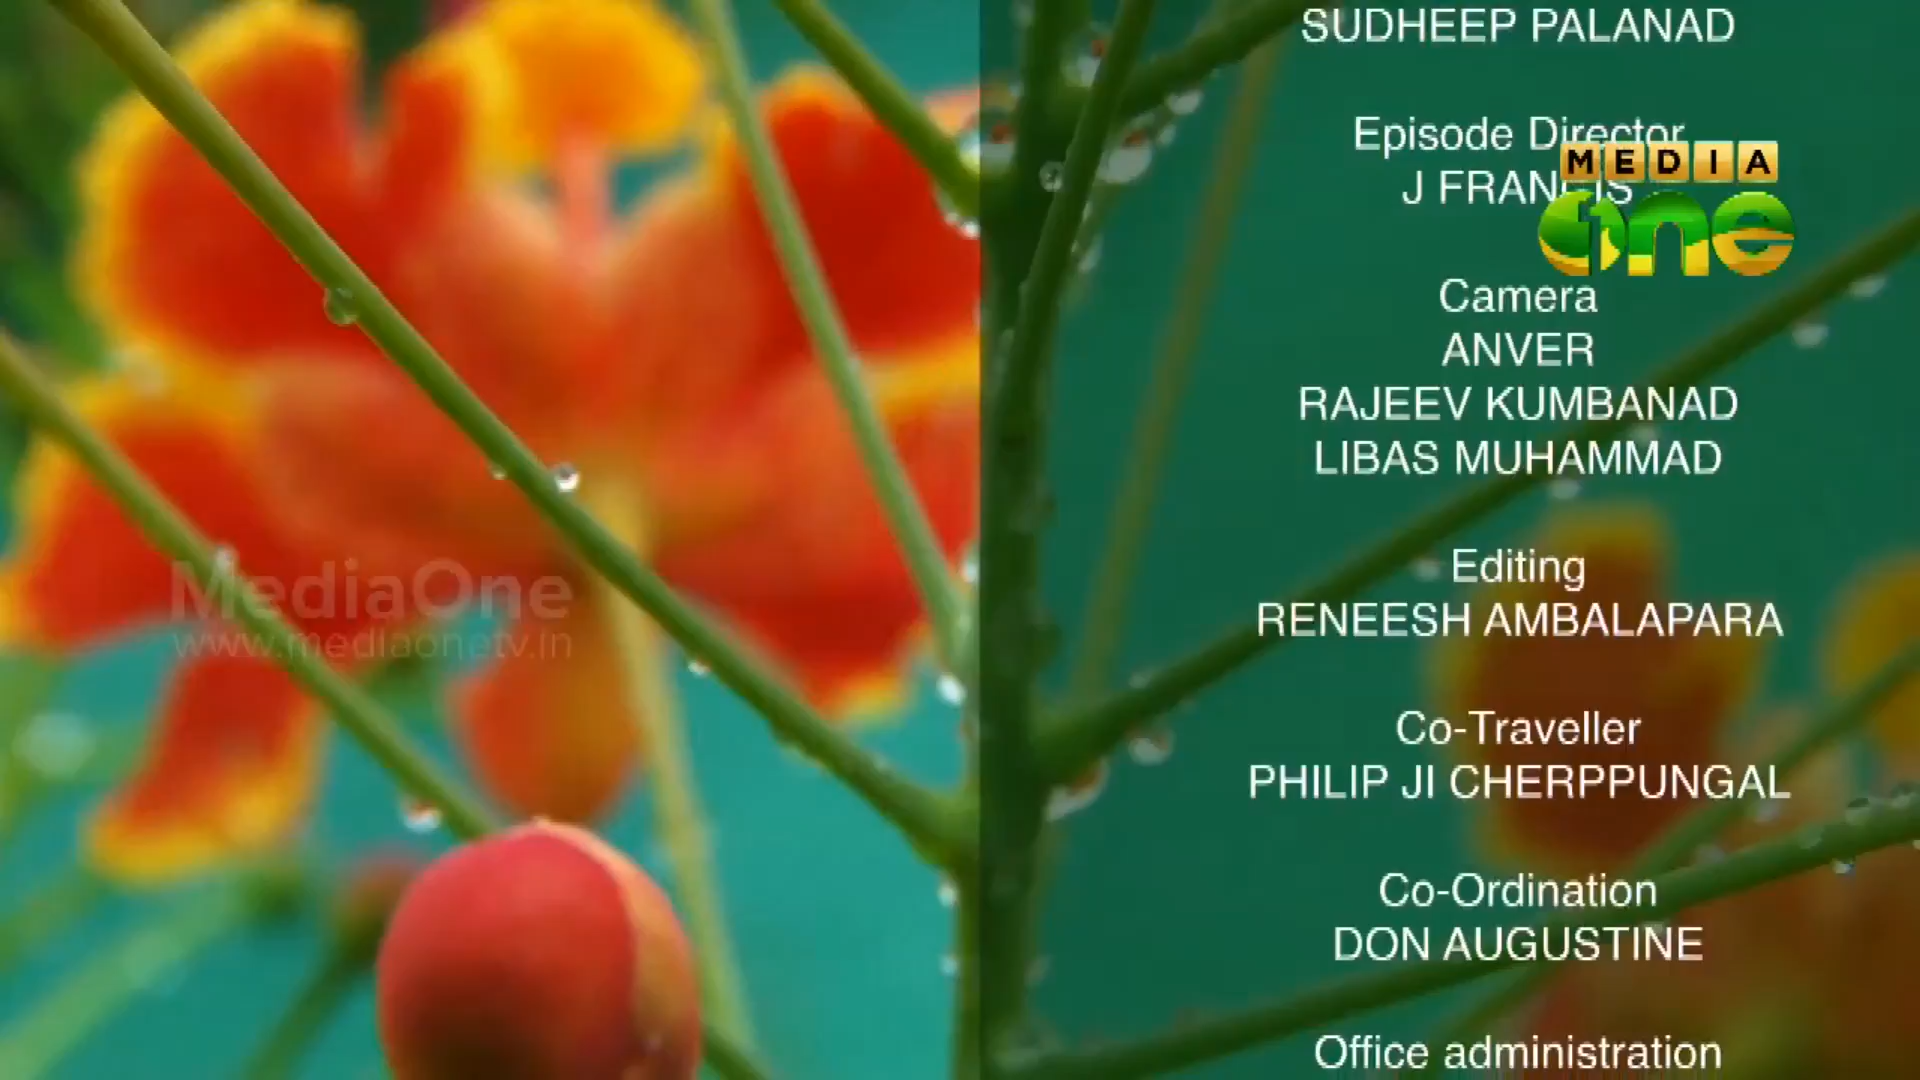 SUDHEEP PALANAD
Episode Director
J FRANCIS
MEDIA
one
Camera
ANVER
RAJEEV KUMBANAD
LIBAS MUHAMMAD
Editing
RENEESH AMBALAPARA
MediaOne
www.mediaonetv.in
Co-Traveller
PHILIP JI CHERPPUNGAL
Co-Ordination
DON AUGUSTINE
Office administration